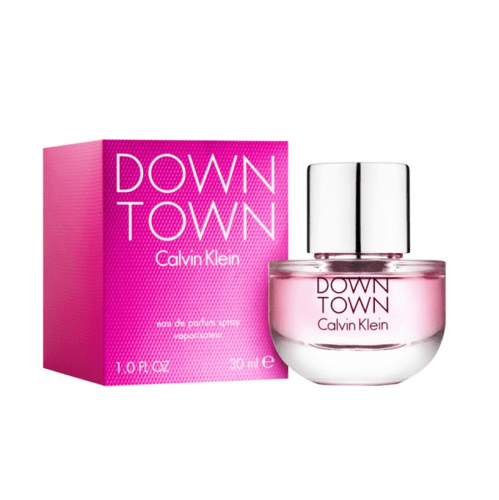 DOWN
TOWN
Calvin Klein
eau de parfum spray
vaporisateur
1.0 FL OZ 30 ml ℮
DOWN
TOWN
Calvin Klein